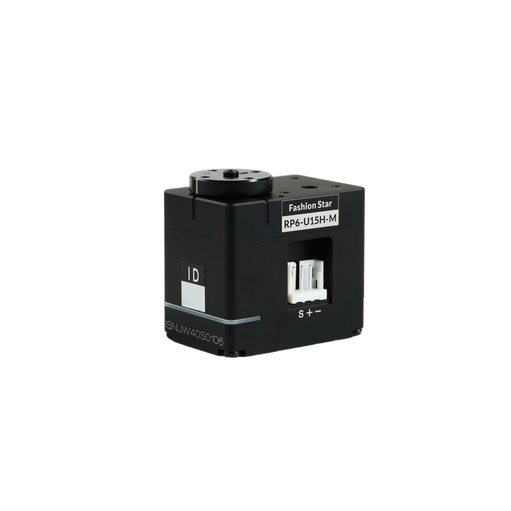 Fashion Star
RP6-U15H-M
ID
S + -
SNJW40S0106